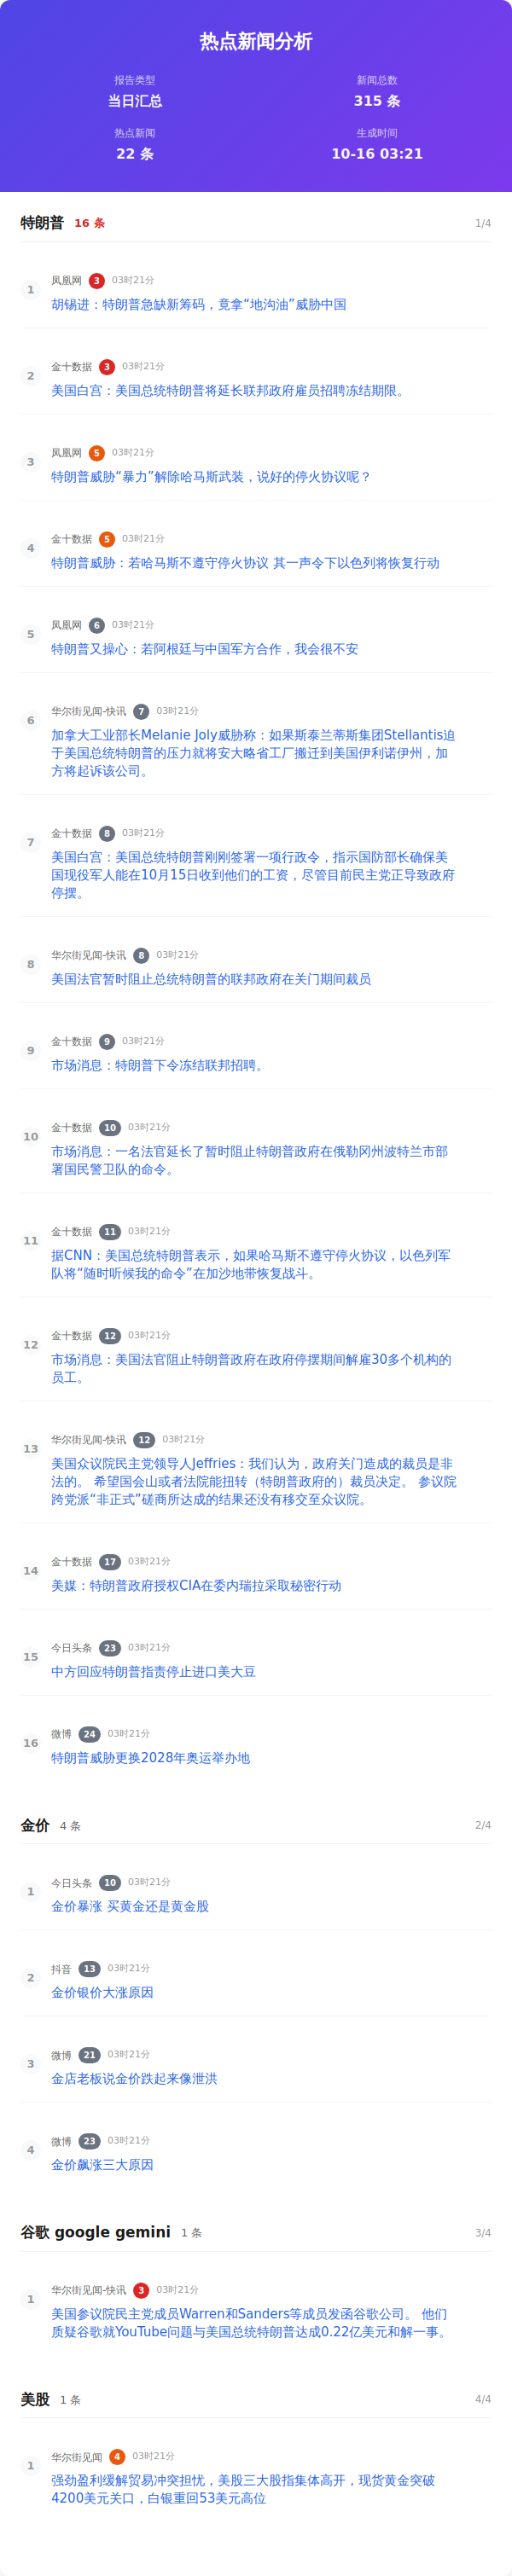 热点新闻分析
报告类型
当日汇总
新闻总数
315 条
热点新闻
22 条
生成时间
10-16 03:21
特朗普 16 条 1/4
1 凤凰网 3 03时21分
胡锡进：特朗普急缺新筹码，竟拿“地沟油”威胁中国
2 金十数据 3 03时21分
美国白宫：美国总统特朗普将延长联邦政府雇员招聘冻结期限。
3 凤凰网 5 03时21分
特朗普威胁“暴力”解除哈马斯武装，说好的停火协议呢？
4 金十数据 5 03时21分
特朗普威胁：若哈马斯不遵守停火协议 其一声令下以色列将恢复行动
5 凤凰网 6 03时21分
特朗普又操心：若阿根廷与中国军方合作，我会很不安
6 华尔街见闻-快讯 7 03时21分
加拿大工业部长Melanie Joly威胁称：如果斯泰兰蒂斯集团Stellantis迫
于美国总统特朗普的压力就将安大略省工厂搬迁到美国伊利诺伊州，加
方将起诉该公司。
7 金十数据 8 03时21分
美国白宫：美国总统特朗普刚刚签署一项行政令，指示国防部长确保美
国现役军人能在10月15日收到他们的工资，尽管目前民主党正导致政府
停摆。
8 华尔街见闻-快讯 8 03时21分
美国法官暂时阻止总统特朗普的联邦政府在关门期间裁员
9 金十数据 9 03时21分
市场消息：特朗普下令冻结联邦招聘。
10 金十数据 10 03时21分
市场消息：一名法官延长了暂时阻止特朗普政府在俄勒冈州波特兰市部
署国民警卫队的命令。
11 金十数据 11 03时21分
据CNN：美国总统特朗普表示，如果哈马斯不遵守停火协议，以色列军
队将“随时听候我的命令”在加沙地带恢复战斗。
12 金十数据 12 03时21分
市场消息：美国法官阻止特朗普政府在政府停摆期间解雇30多个机构的
员工。
13 华尔街见闻-快讯 12 03时21分
美国众议院民主党领导人Jeffries：我们认为，政府关门造成的裁员是非
法的。 希望国会山或者法院能扭转（特朗普政府的）裁员决定。 参议院
跨党派“非正式”磋商所达成的结果还没有移交至众议院。
14 金十数据 17 03时21分
美媒：特朗普政府授权CIA在委内瑞拉采取秘密行动
15 今日头条 23 03时21分
中方回应特朗普指责停止进口美大豆
16 微博 24 03时21分
特朗普威胁更换2028年奥运举办地
金价 4 条 2/4
1 今日头条 10 03时21分
金价暴涨 买黄金还是黄金股
2 抖音 13 03时21分
金价银价大涨原因
3 微博 21 03时21分
金店老板说金价跌起来像泄洪
4 微博 23 03时21分
金价飙涨三大原因
谷歌 google gemini 1 条 3/4
1 华尔街见闻-快讯 3 03时21分
美国参议院民主党成员Warren和Sanders等成员发函谷歌公司。 他们
质疑谷歌就YouTube问题与美国总统特朗普达成0.22亿美元和解一事。
美股 1 条 4/4
1 华尔街见闻 4 03时21分
强劲盈利缓解贸易冲突担忧，美股三大股指集体高开，现货黄金突破
4200美元关口，白银重回53美元高位